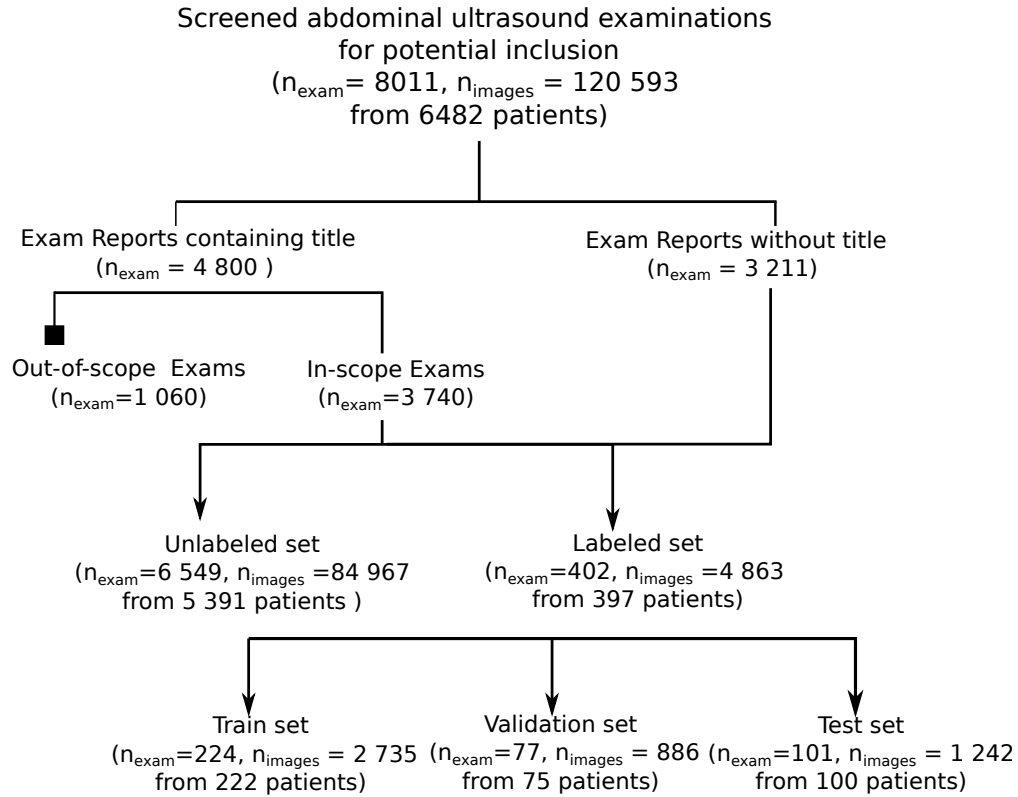 Screened abdominal ultrasound examinations
for potential inclusion
(nexam= 8011, nimages = 120 593
from 6482 patients)
Exam Reports containing title
(nexam = 4 800 )
Exam Reports without title
(nexam = 3 211)
Out-of-scope  Exams
(nexam=1 060)
In-scope Exams
(nexam=3 740)
Unlabeled set
(nexam=6 549, nimages =84 967
from 5 391 patients )
Labeled set
(nexam=402, nimages =4 863
from 397 patients)
Train set
(nexam=224, nimages = 2 735
from 222 patients)
Validation set
(nexam=77, nimages = 886
from 75 patients)
Test set
(nexam=101, nimages = 1 242
from 100 patients)